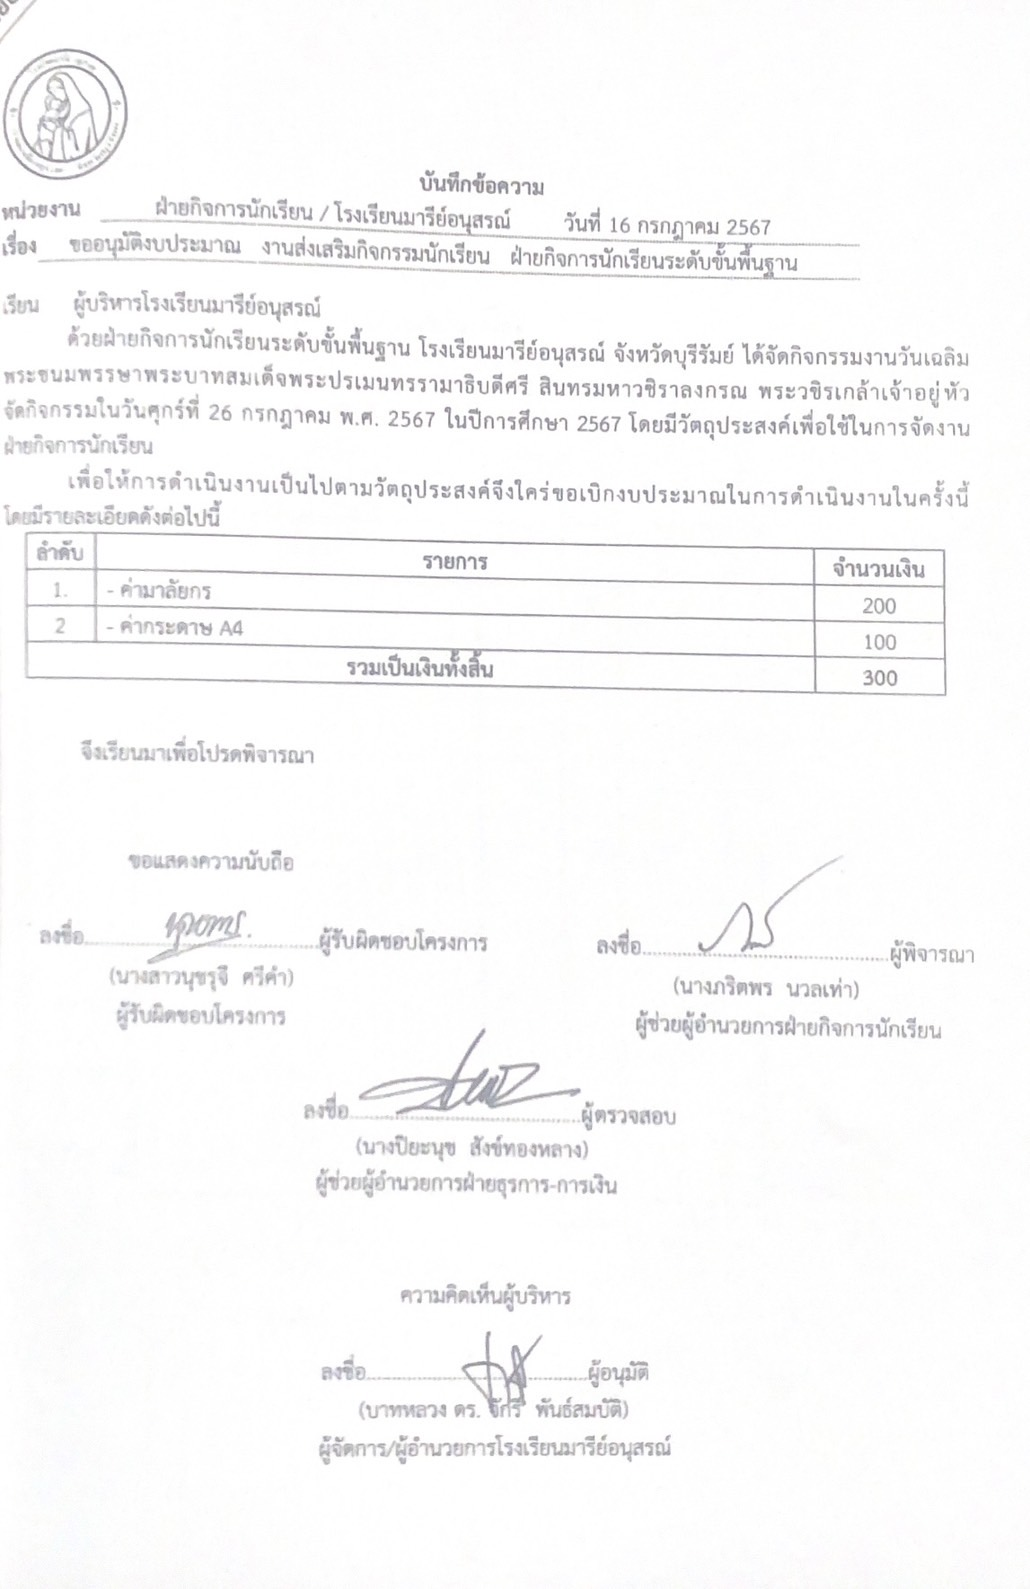 บันทึกข้อความ
หน่วยงาน ฝ่ายกิจการนักเรียน / โรงเรียนมารีย์อนุสรณ์ วันที่ 16 กรกฎาคม 2567
เรื่อง ขออนุมัติงบประมาณ งานส่งเสริมกิจกรรมนักเรียน ฝ่ายกิจการนักเรียนระดับขั้นพื้นฐาน
เรียน ผู้บริหารโรงเรียนมารีย์อนุสรณ์
ด้วยฝ่ายกิจการนักเรียนระดับขั้นพื้นฐาน โรงเรียนมารีย์อนุสรณ์ จังหวัดบุรีรัมย์ ได้จัดกิจกรรมงานวันเฉลิม
พระชนมพรรษาพระบาทสมเด็จพระปรเมนทรรามาธิบดีศรี สินทรมหาวชิราลงกรณ พระวชิรเกล้าเจ้าอยู่หัว
จัดกิจกรรมในวันศุกร์ที่ 26 กรกฎาคม พ.ศ. 2567 ในปีการศึกษา 2567 โดยมีวัตถุประสงค์เพื่อใช้ในการจัดงาน
ฝ่ายกิจการนักเรียน
เพื่อให้การดำเนินงานเป็นไปตามวัตถุประสงค์จึงใคร่ขอเบิกงบประมาณในการดำเนินงานในครั้งนี้
โดยมีรายละเอียดดังต่อไปนี้
ลำดับ รายการ จำนวนเงิน
1. - ค่ามาลัยกร 200
2 - ค่ากระดาษ A4 100
รวมเป็นเงินทั้งสิ้น 300
จึงเรียนมาเพื่อโปรดพิจารณา
ขอแสดงความนับถือ
ลงชื่อ..........ผู้รับผิดชอบโครงการ ลงชื่อ..........ผู้พิจารณา
(นางสาวนุชรุจี ศรีคำ) (นางภริตพร นวลเท่า)
ผู้รับผิดชอบโครงการ ผู้ช่วยผู้อำนวยการฝ่ายกิจการนักเรียน
ลงชื่อ..........ผู้ตรวจสอบ
(นางปิยะนุช สังข์ทองหลาง)
ผู้ช่วยผู้อำนวยการฝ่ายธุรการ-การเงิน
ความคิดเห็นผู้บริหาร
ลงชื่อ..........ผู้อนุมัติ
(บาทหลวง ดร. จักรี พันธ์สมบัติ)
ผู้จัดการ/ผู้อำนวยการโรงเรียนมารีย์อนุสรณ์